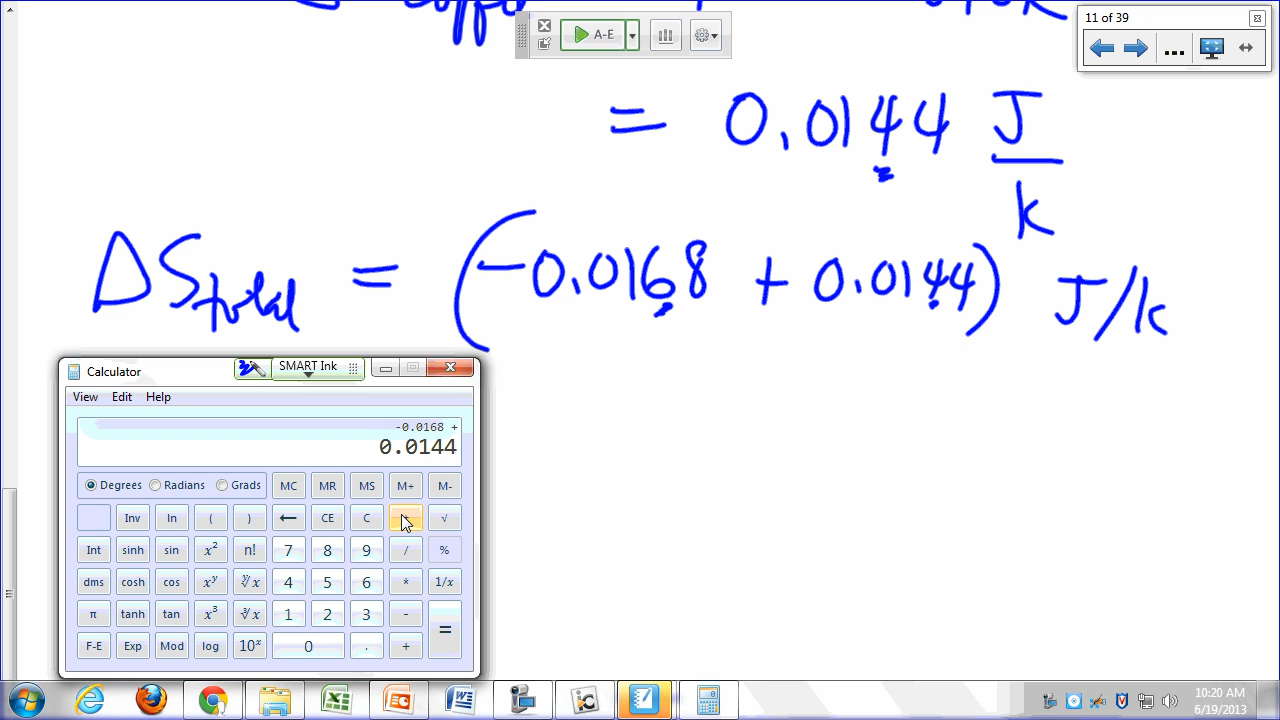 11 of 39
A-E
= 0.0144 J
k
ΔStotal = (-0.0168 + 0.0144) J/k
Calculator
SMART Ink
View Edit Help
-0.0168 +
0.0144
Degrees Radians Grads MC MR MS M+ M-
Inv ln ( ) ← CE C ± √
Int sinh sin x² n! 7 8 9 / %
dms cosh cos xʸ ʸ√x 4 5 6 * 1/x
π tanh tan x³ ³√x 1 2 3 - =
F-E Exp Mod log 10ˣ 0 . +
10:20 AM
6/19/2013